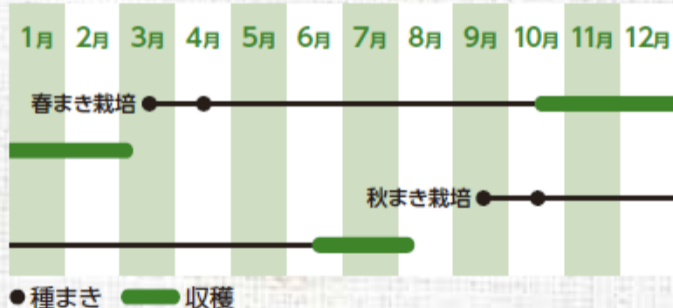 1月 2月 3月 4月 5月 6月 7月 8月 9月 10月 11月 12月
春まき栽培
秋まき栽培
種まき 収穫